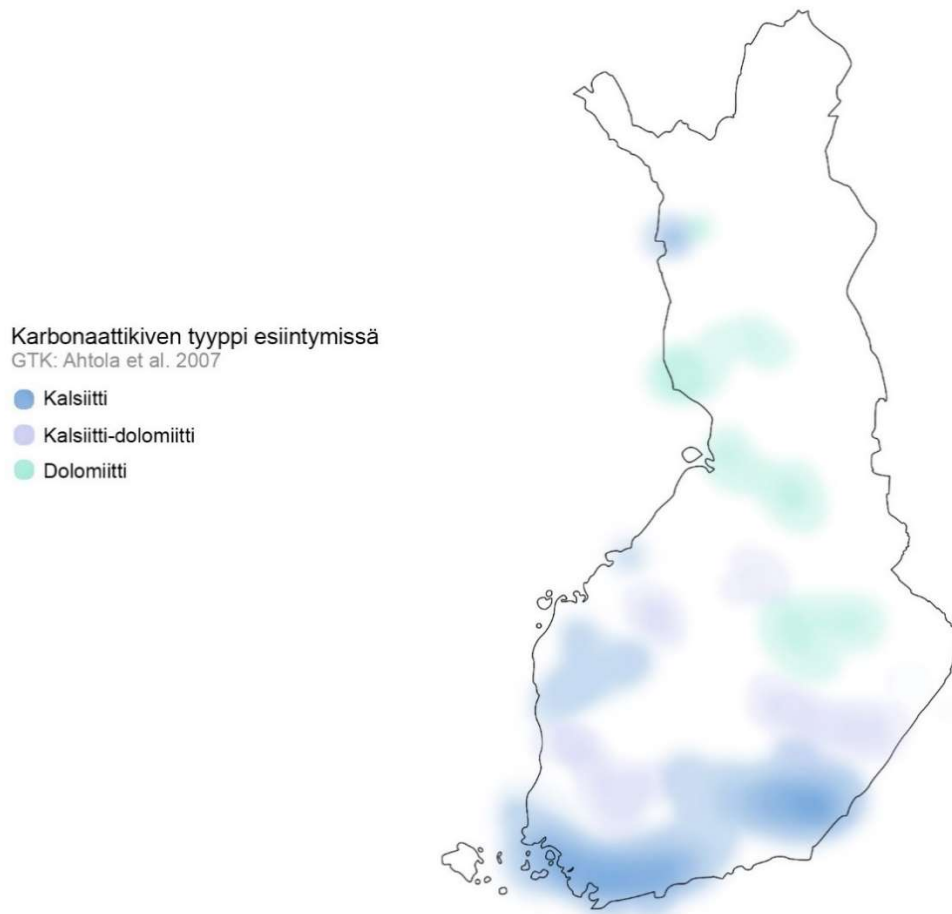 Karbonaattikiven tyyppi esiintymissä
GTK: Ahtola et al. 2007
Kalsiitti
Kalsiitti-dolomiitti
Dolomiitti